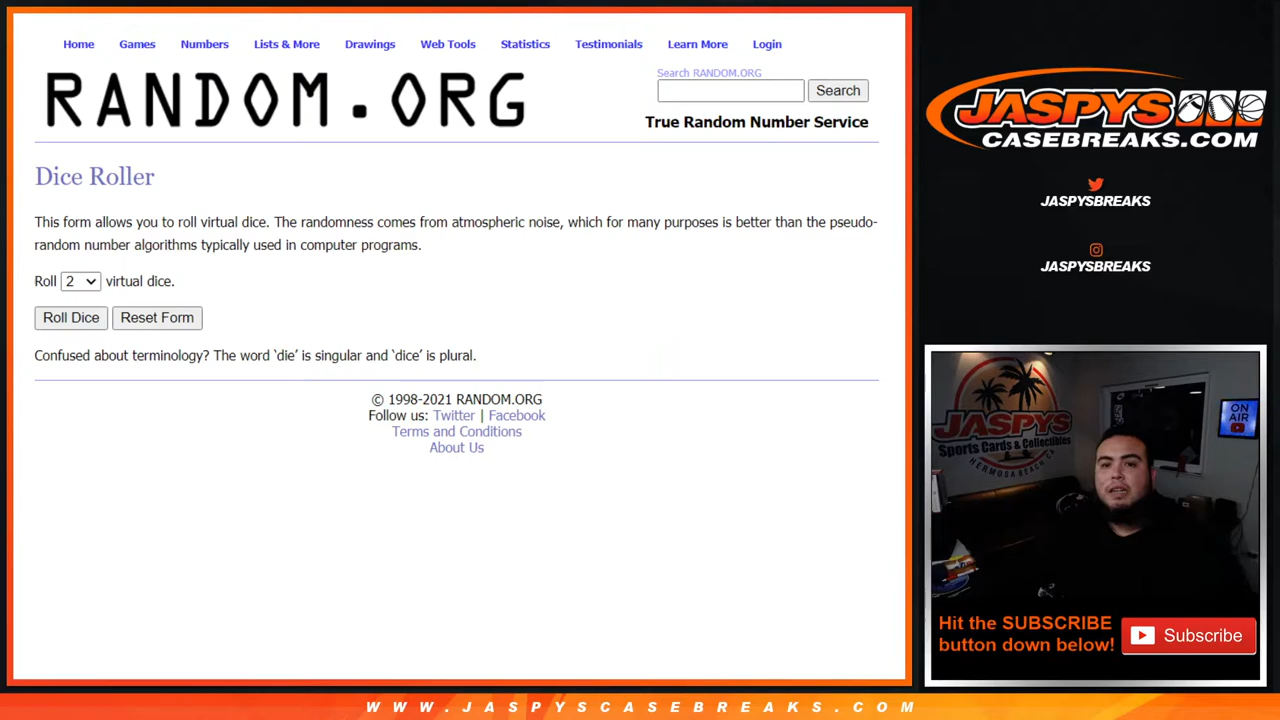 Home Games Numbers Lists & More Drawings Web Tools Statistics Testimonials Learn More Login
RANDOM.ORG
Search RANDOM.ORG
Search
True Random Number Service
Dice Roller
This form allows you to roll virtual dice. The randomness comes from atmospheric noise, which for many purposes is better than the pseudo-
random number algorithms typically used in computer programs.
Roll 2 virtual dice.
Roll Dice Reset Form
Confused about terminology? The word ‘die’ is singular and ‘dice’ is plural.
© 1998-2021 RANDOM.ORG
Follow us: Twitter | Facebook
Terms and Conditions
About Us
JASPYS
CASEBREAKS.COM
JASPYSBREAKS
JASPYSBREAKS
JASPYS
Sports Cards & Collectibles
HERMOSA BEACH, CA
ON AIR
Hit the SUBSCRIBE
button down below!
Subscribe
WWW.JASPYSCASEBREAKS.COM